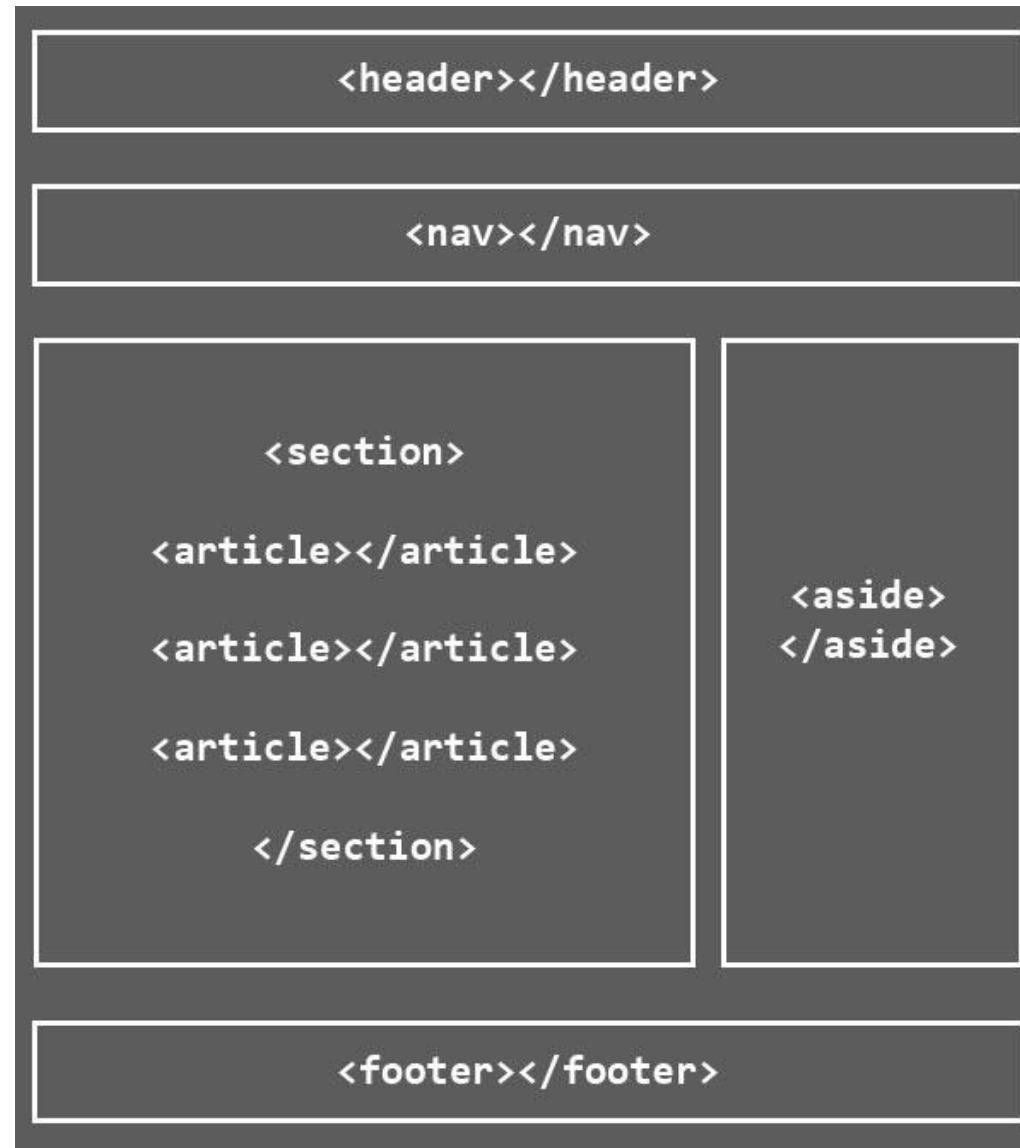 <header></header>
<nav></nav>
<section>
<article></article>
<article></article>
<article></article>
</section>
<aside>
</aside>
<footer></footer>